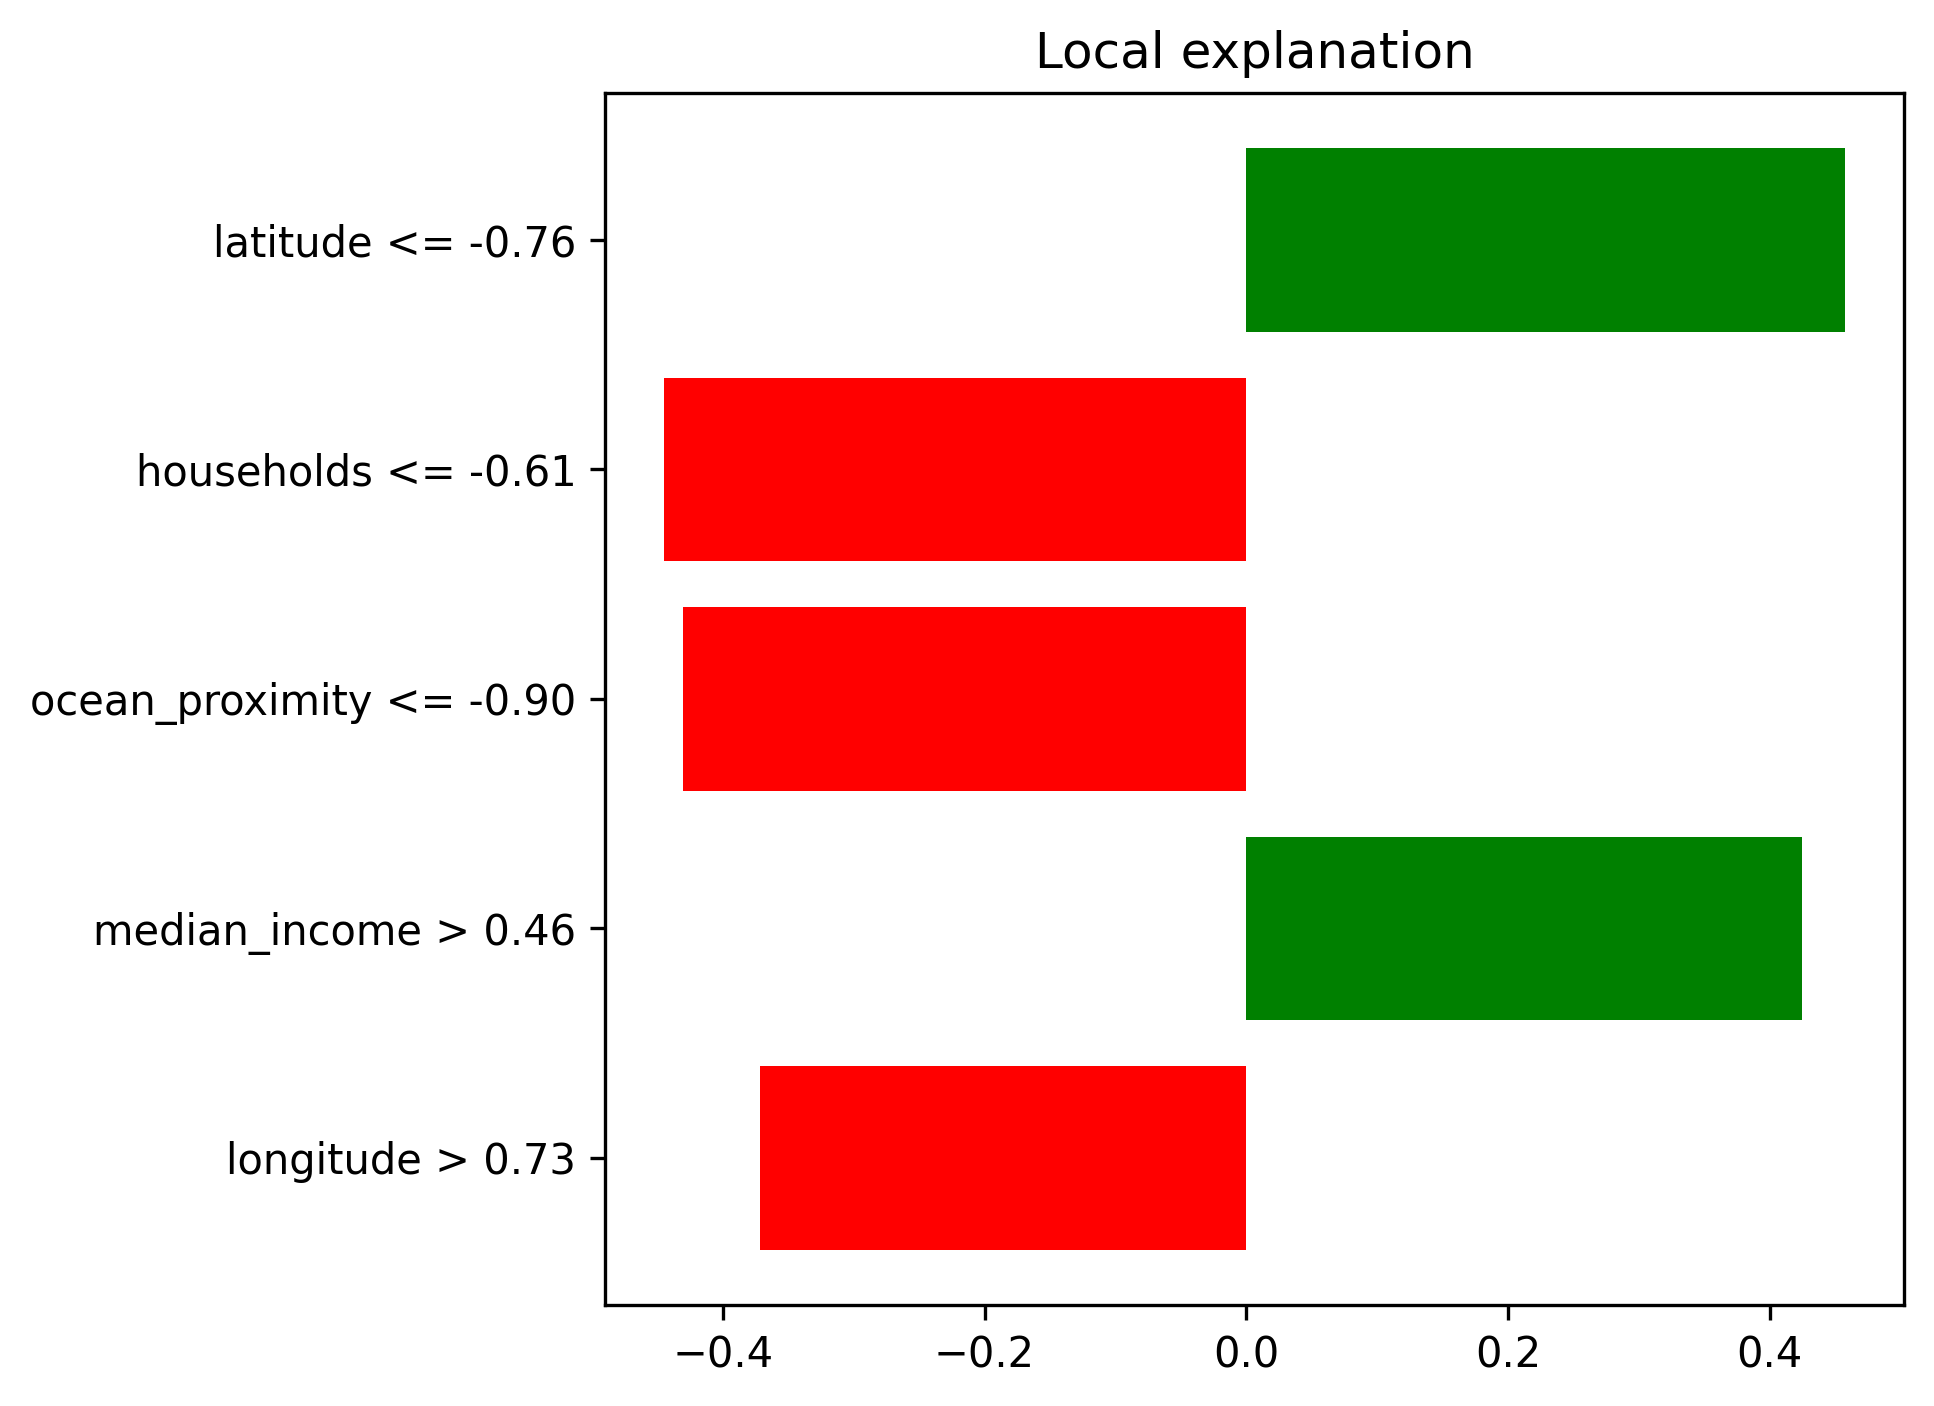 Local explanation
latitude <= -0.76
households <= -0.61
ocean_proximity <= -0.90
median_income > 0.46
longitude > 0.73
−0.4 −0.2 0.0 0.2 0.4